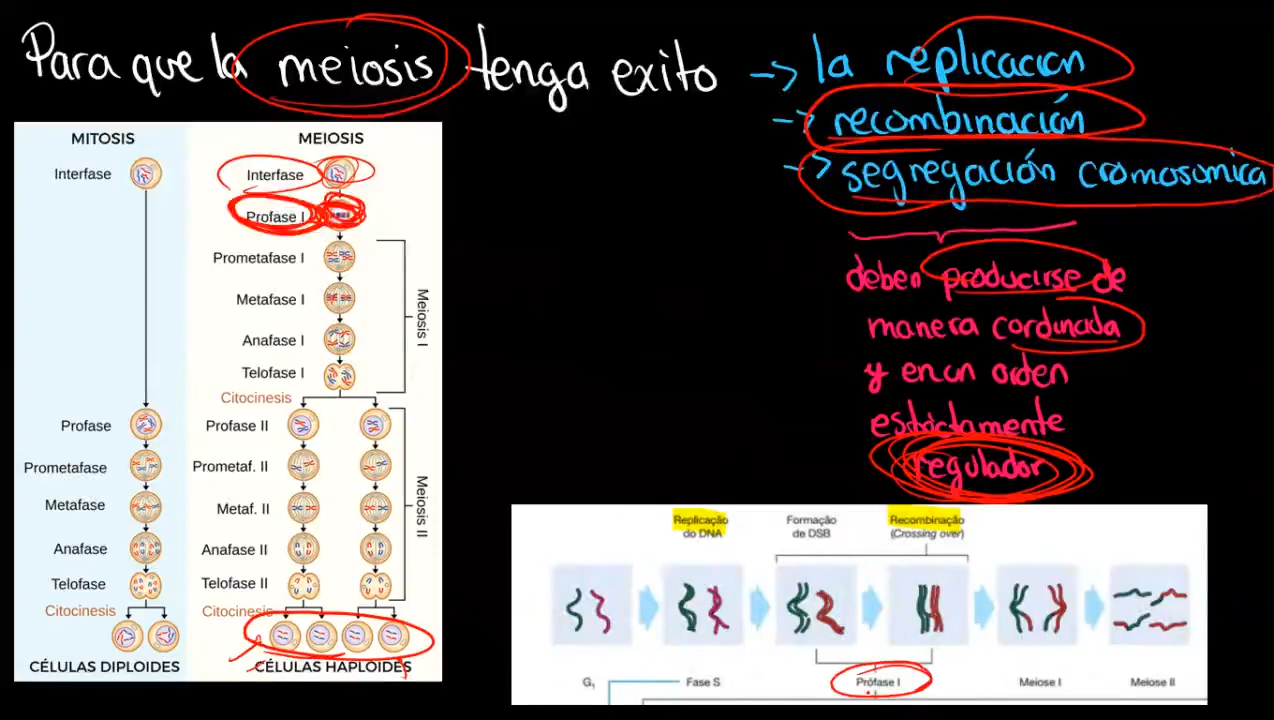 Para que la meiosis tenga exito -> la replicación
-> recombinación
-> segregación cromosomica
deben producirse de
manera cordinada
y en un orden
estrictamente
regulador
MITOSIS
Interfase
Profase
Prometafase
Metafase
Anafase
Telofase
Citocinesis
CÉLULAS DIPLOIDES
MEIOSIS
Interfase
Profase I
Prometafase I
Metafase I
Anafase I
Telofase I
Meiosis I
Citocinesis
Profase II
Prometaf. II
Metaf. II
Anafase II
Telofase II
Meiosis II
Citocinesis
CÉLULAS HAPLOIDES
Replicação
do DNA
Formação
de DSB
Recombinação
(Crossing over)
G₁
Fase S
Prófase I
Meiose I
Meiose II